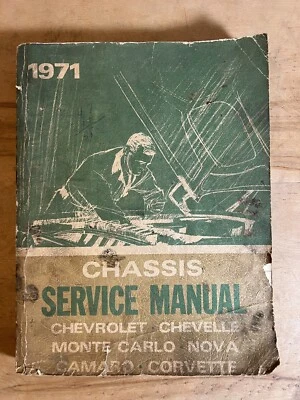 1971
CHASSIS
SERVICE MANUAL
CHEVROLET CHEVELLE
MONTE CARLO NOVA
CAMARO CORVETTE